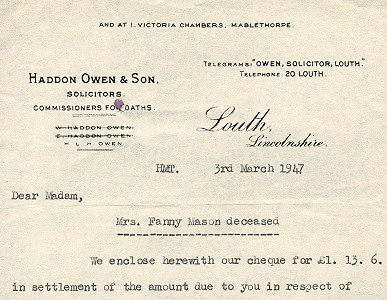 AND AT 1. VICTORIA CHAMBERS, MABLETHORPE.
TELEGRAMS: "OWEN, SOLICITOR, LOUTH."
TELEPHONE: 20 LOUTH.
HADDON OWEN & SON,
SOLICITORS.
COMMISSIONERS FOR OATHS.
W. HADDON OWEN.
E. HADDON OWEN.
H L H OWEN.
Louth,
Lincolnshire.
HMT. 3rd March 1947
Dear Madam,
Mrs. Fanny Mason deceased
We enclose herewith our cheque for £1. 13. 6.
in settlement of the amount due to you in respect of